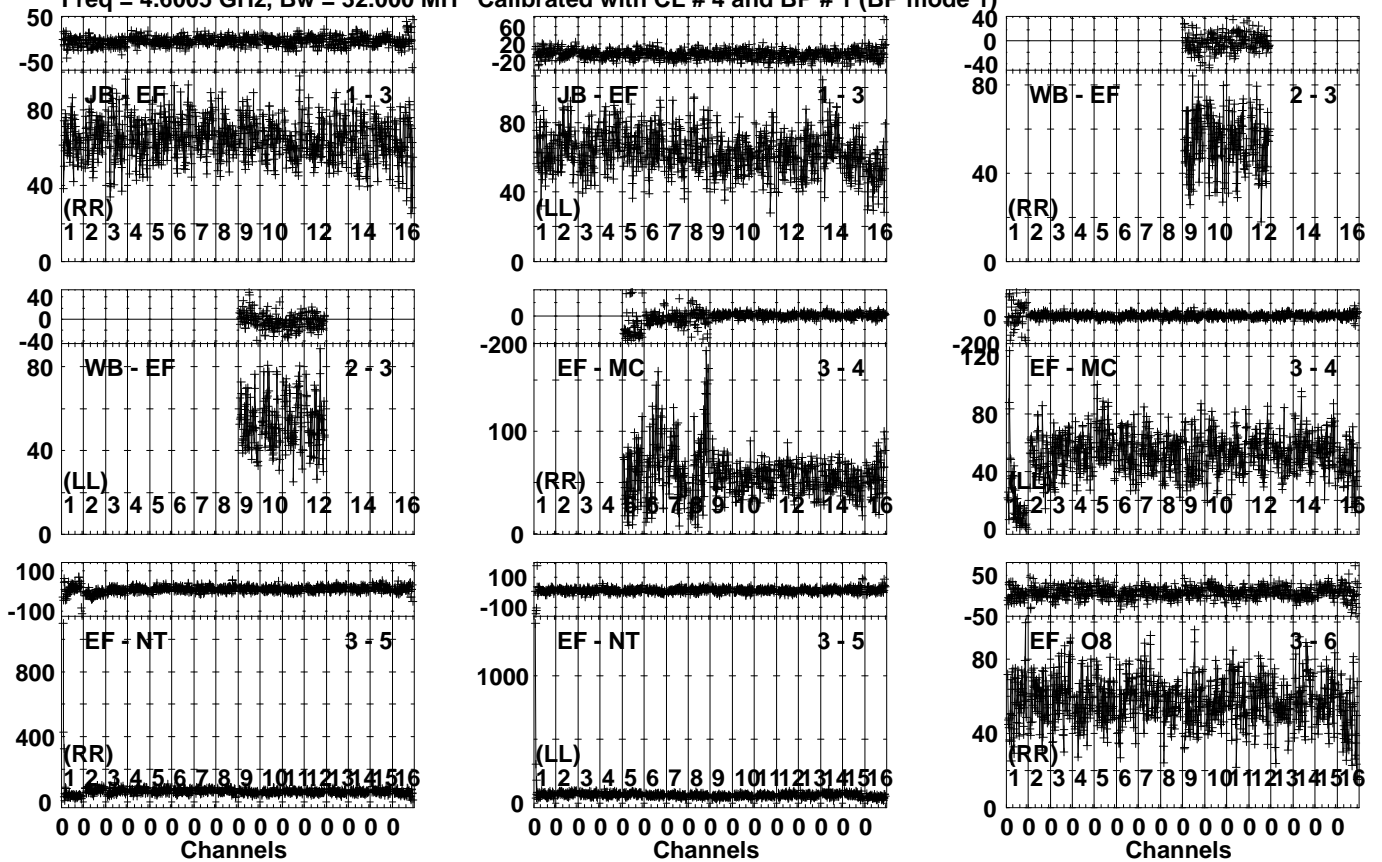 Freq = 4.6005 GHz, Bw = 32.000 MH Calibrated with CL # 4 and BP # 1 (BP mode 1)
50
-50
JB - EF 1 - 3
80
40
(RR)
1 2 3 4 5 6 7 8 9 10 12 14 16
0
60
20
-20
JB - EF 1 - 3
80
40
(LL)
1 2 3 4 5 6 7 8 9 10 12 14 16
0
40
0
-40
WB - EF 2 - 3
80
40
(RR)
1 2 3 4 5 6 7 8 9 10 12 14 16
0
40
0
-40
WB - EF 2 - 3
80
40
(LL)
1 2 3 4 5 6 7 8 9 10 12 14 16
0
0
-200
EF - MC 3 - 4
100
(RR)
1 2 3 4 5 6 7 8 9 10 12 14 16
0
0
-200
120
EF - MC 3 - 4
80
40
(LL)
1 2 3 4 5 6 7 8 9 10 12 14 16
0
100
-100
EF - NT 3 - 5
800
400
(RR)
1 2 3 4 5 6 7 8 9 10 11 12 13 14 15 16
0
0 0 0 0 0 0 0 0 0 0 0 0 0 0 0 0
Channels
100
-100
EF - NT 3 - 5
1000
(LL)
1 2 3 4 5 6 7 8 9 10 11 12 13 14 15 16
0
0 0 0 0 0 0 0 0 0 0 0 0 0 0 0 0
Channels
50
-50
EF - O8 3 - 6
80
40
(RR)
1 2 3 4 5 6 7 8 9 10 11 12 13 14 15 16
0
0 0 0 0 0 0 0 0 0 0 0 0 0 0 0 0
Channels